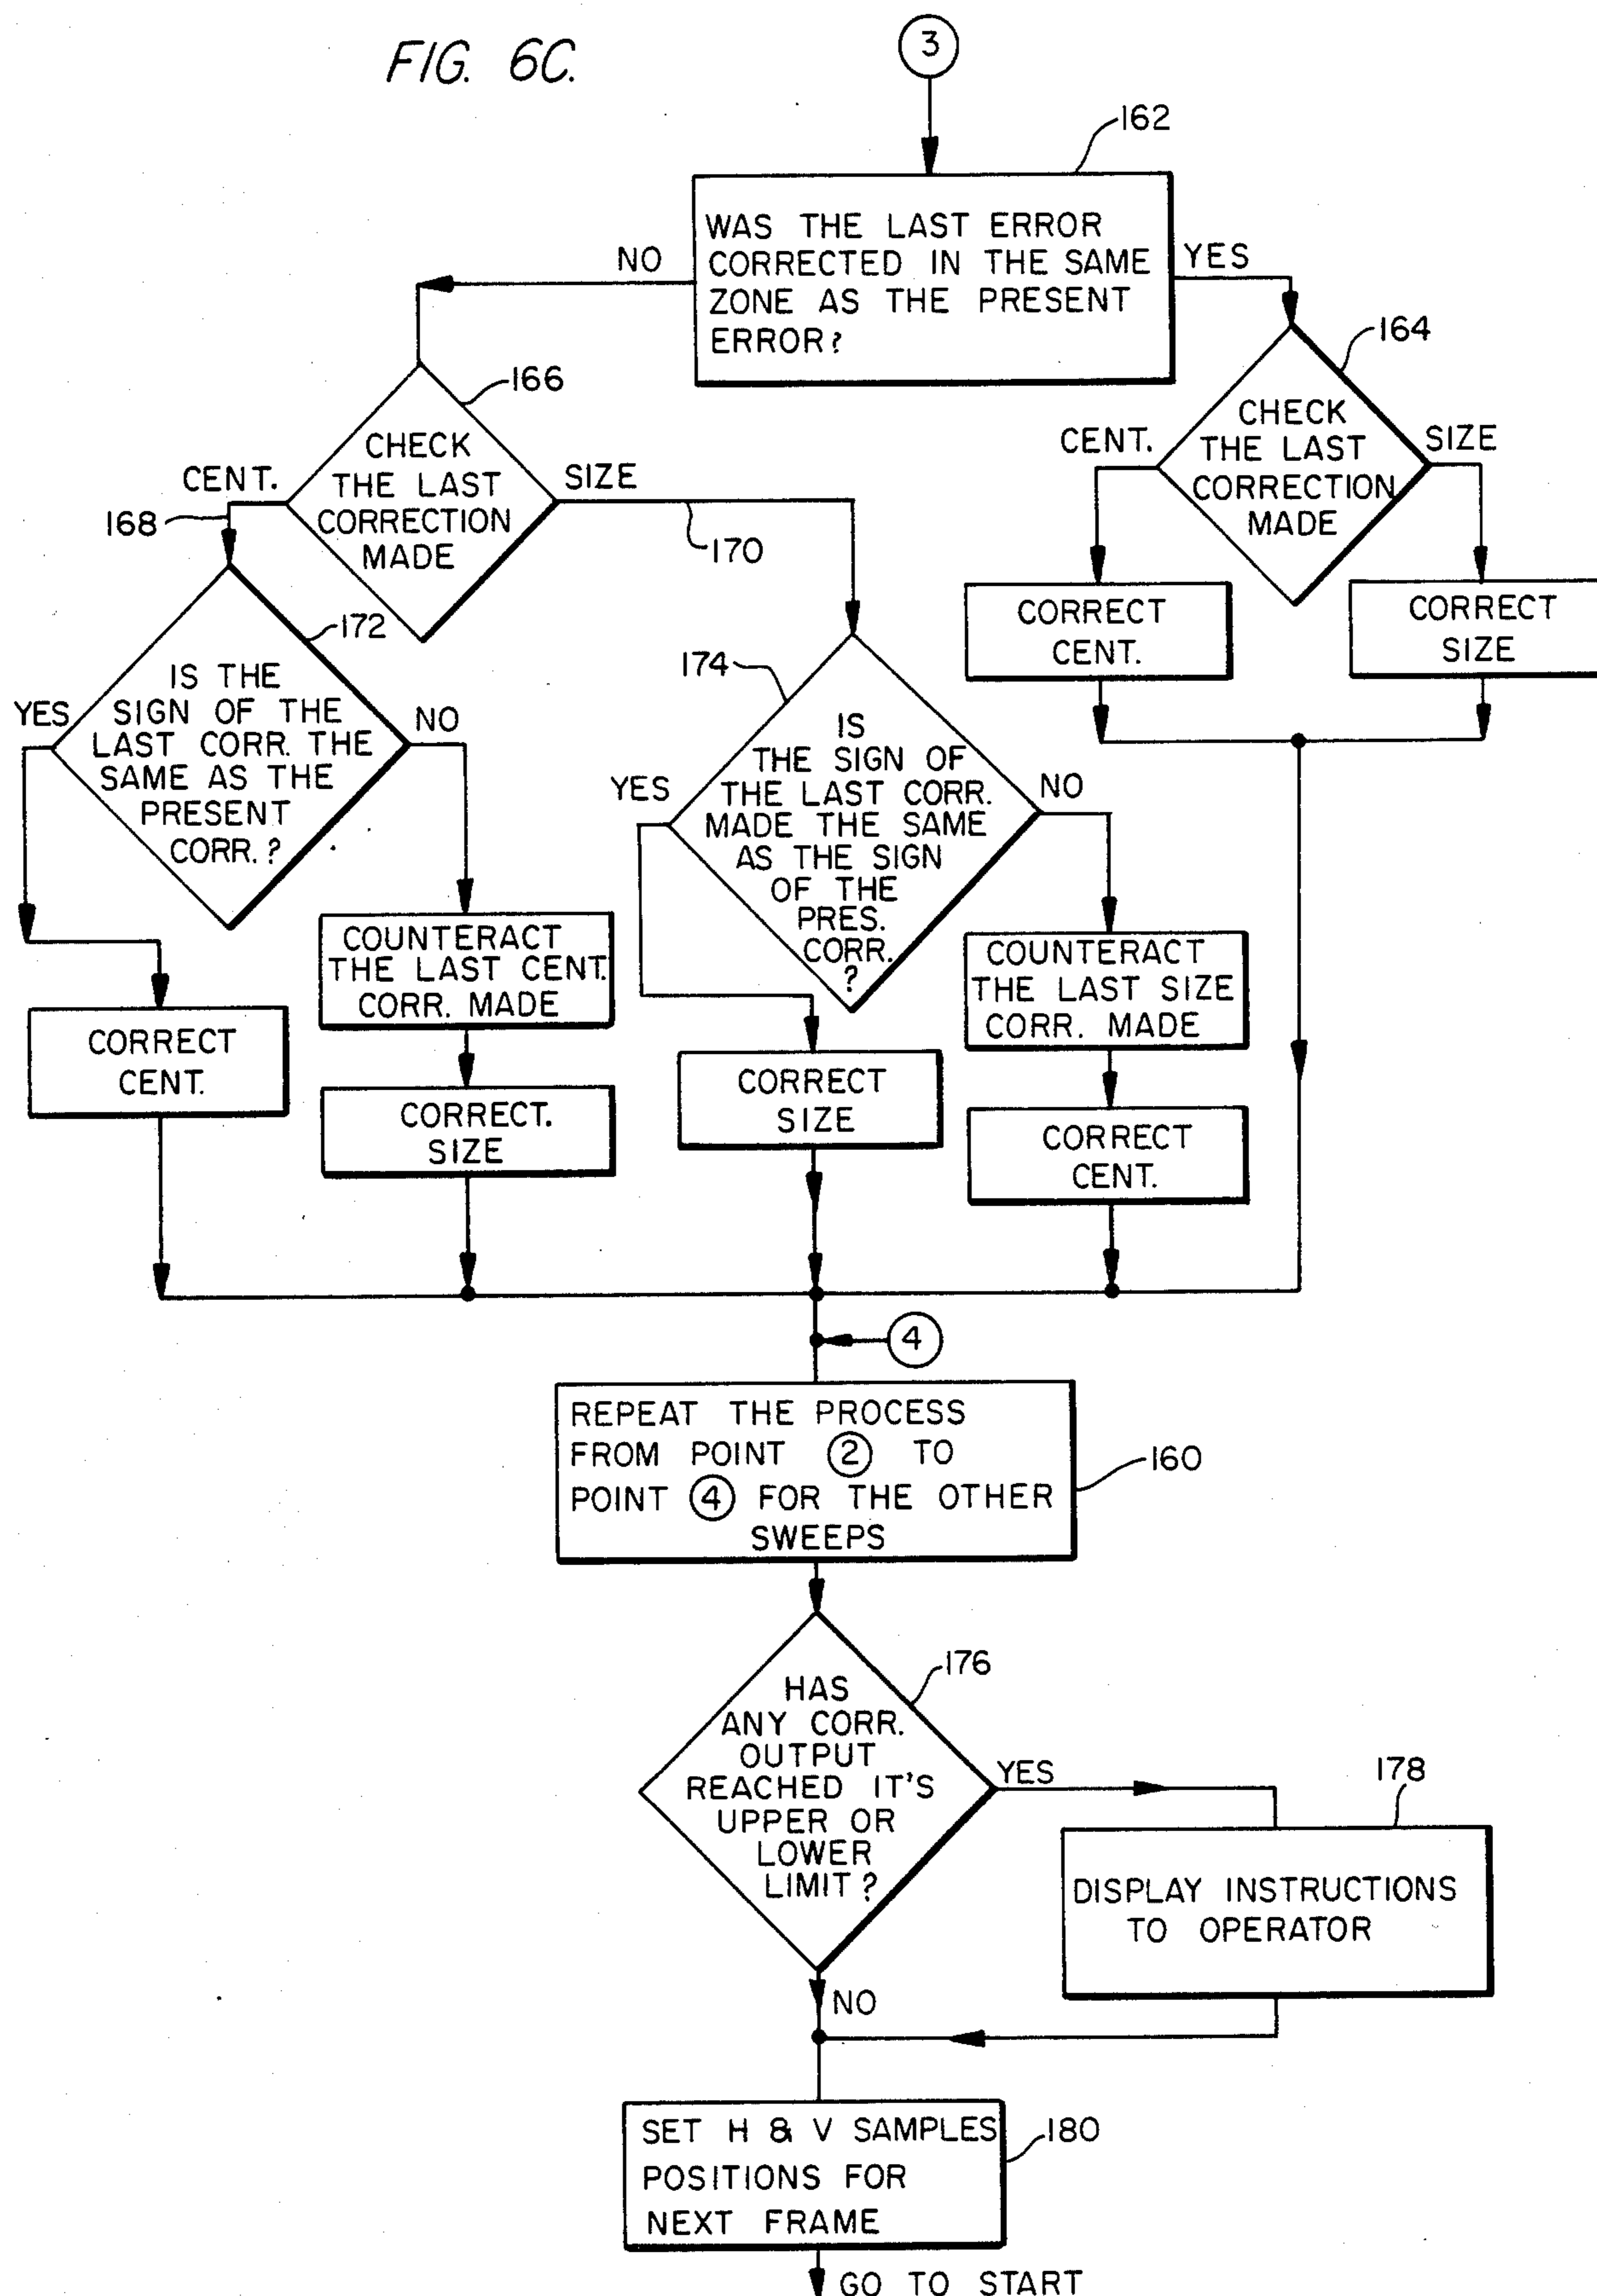 FIG. 6C.
3
162
WAS THE LAST ERROR
CORRECTED IN THE SAME
ZONE AS THE PRESENT
ERROR?
NO
YES
164
CHECK
THE LAST
CORRECTION
MADE
CENT.
SIZE
CORRECT
CENT.
CORRECT
SIZE
166
CHECK
THE LAST
CORRECTION
MADE
CENT.
SIZE
168
170
172
IS THE
SIGN OF THE
LAST CORR. THE
SAME AS THE
PRESENT
CORR.?
YES
NO
174
IS
THE SIGN OF
THE LAST CORR.
MADE THE SAME
AS THE SIGN
OF THE
PRES.
CORR.
?
YES
NO
CORRECT
CENT.
COUNTERACT
THE LAST CENT.
CORR. MADE
CORRECT.
SIZE
CORRECT
SIZE
COUNTERACT
THE LAST SIZE
CORR. MADE
CORRECT
CENT.
4
REPEAT THE PROCESS
FROM POINT 2 TO
POINT 4 FOR THE OTHER
SWEEPS
160
176
HAS
ANY CORR.
OUTPUT
REACHED IT'S
UPPER OR
LOWER
LIMIT?
YES
178
DISPLAY INSTRUCTIONS
TO OPERATOR
NO
SET H & V SAMPLES
POSITIONS FOR
NEXT FRAME
180
GO TO START